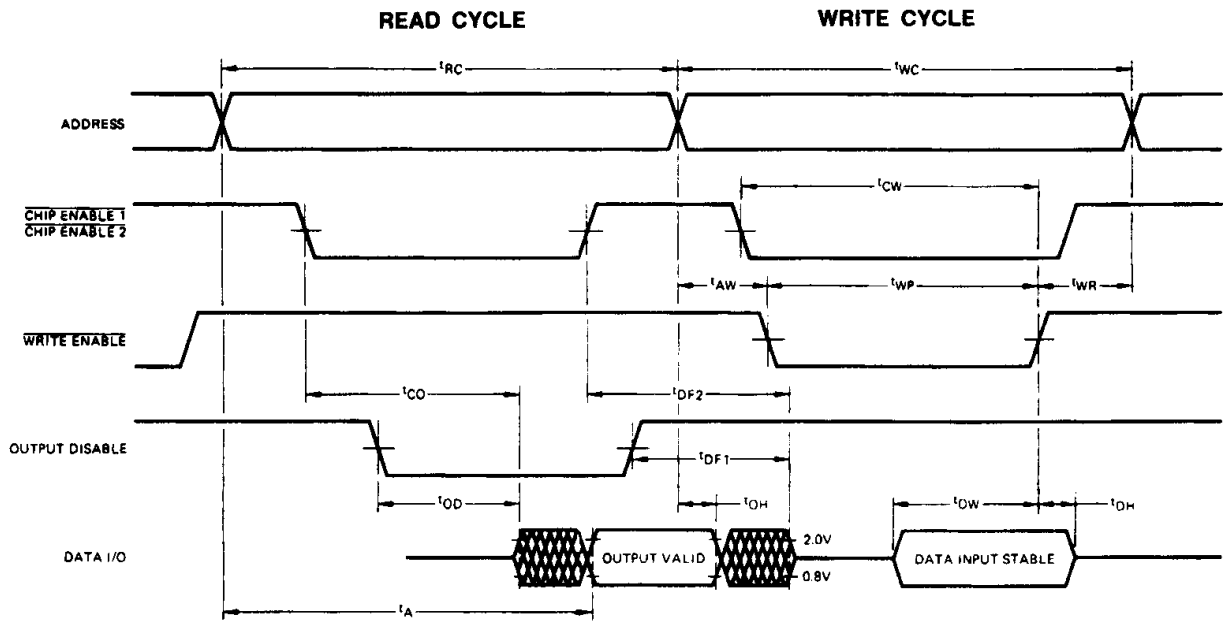 READ CYCLE
WRITE CYCLE
tRC
tWC
ADDRESS
tCW
CHIP ENABLE 1
CHIP ENABLE 2
tAW
tWP
tWR
WRITE ENABLE
tCO
tDF2
OUTPUT DISABLE
tDF1
tOD
tOH
tDW
tDH
2.0V
DATA I/O
OUTPUT VALID
DATA INPUT STABLE
0.8V
tA